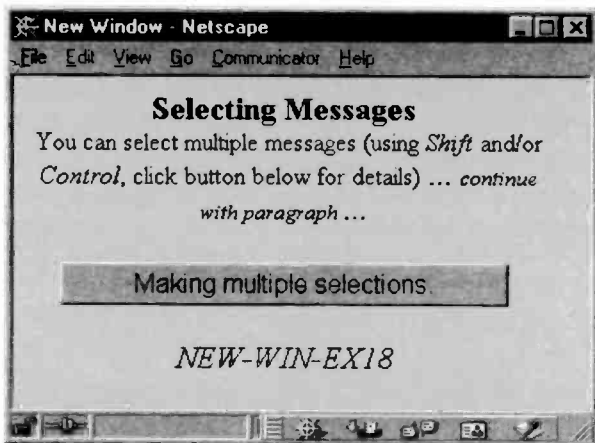 New Window - Netscape
File Edit View Go Communicator Help
Selecting Messages
You can select multiple messages (using Shift and/or
Control, click button below for details) ... continue
with paragraph ...
Making multiple selections.
NEW-WIN-EX18